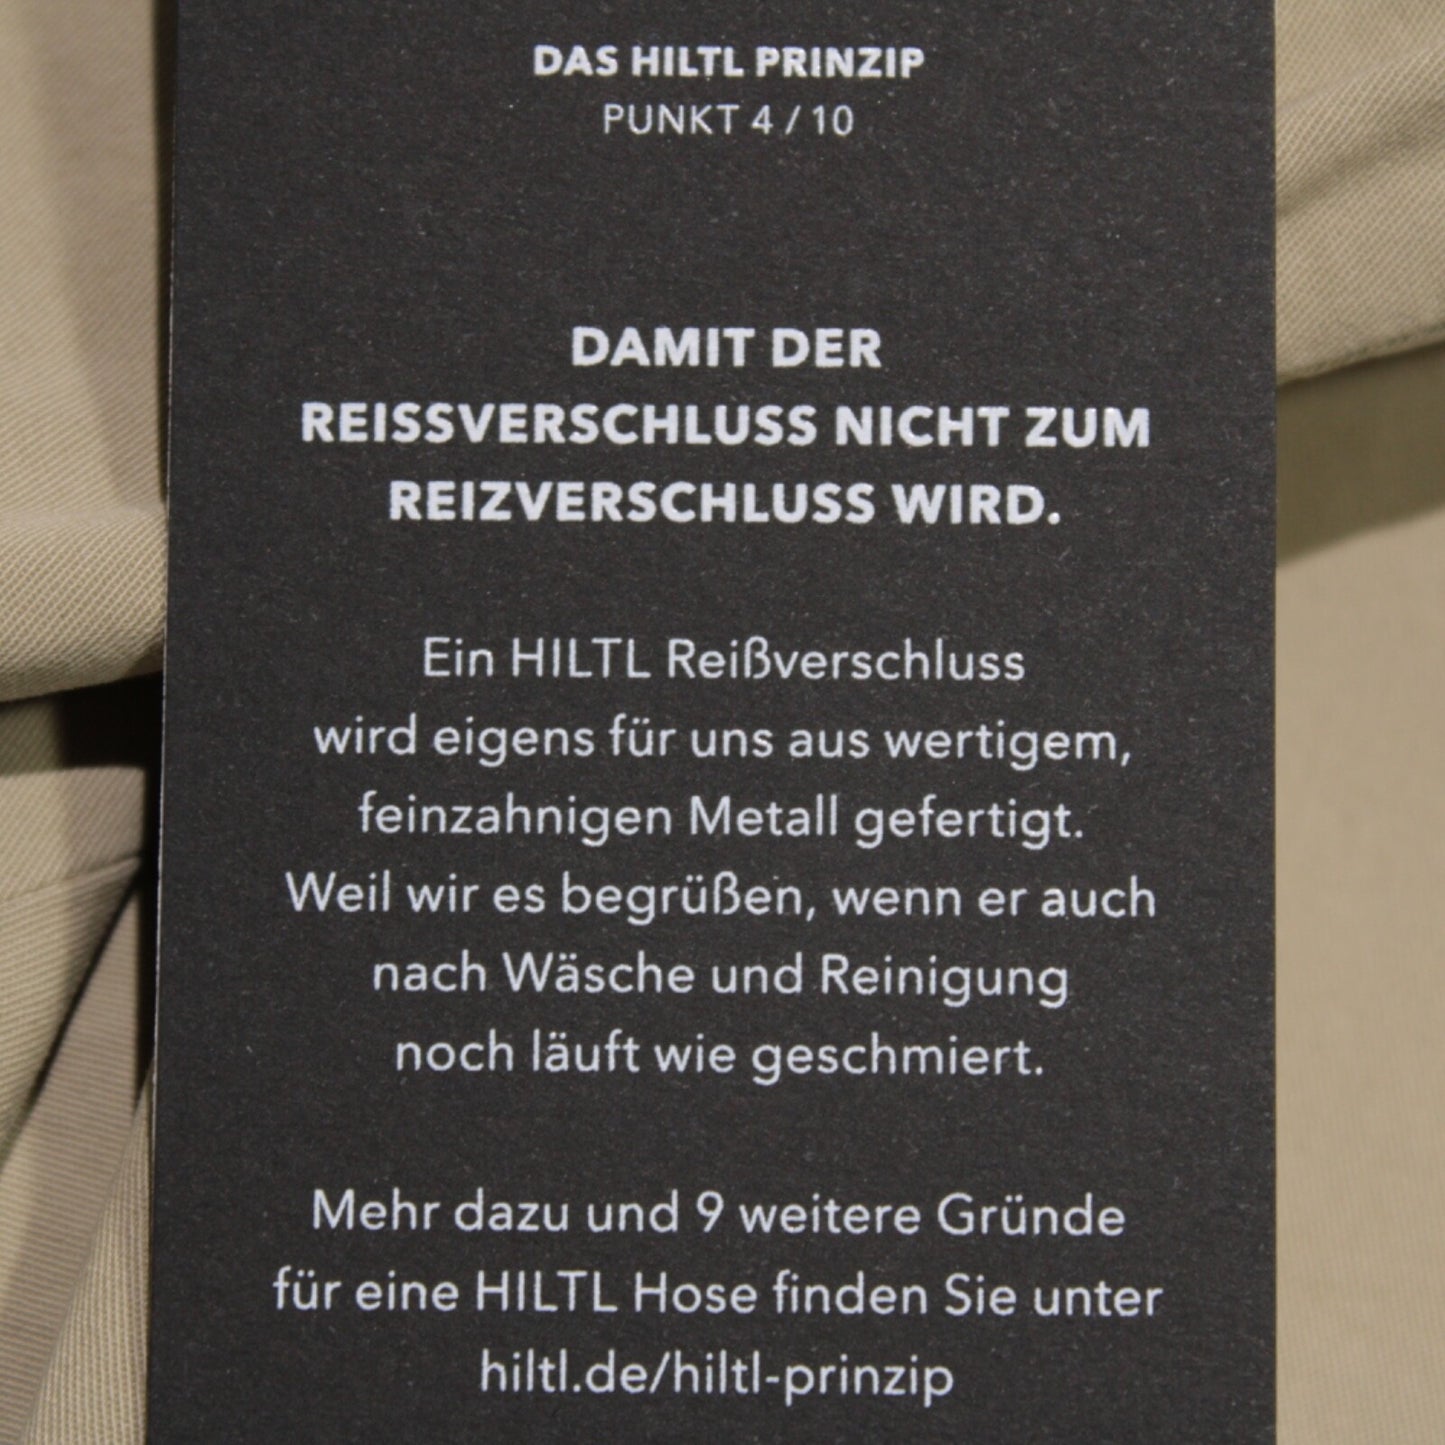 DAS HILTL PRINZIP
PUNKT 4 / 10
DAMIT DER
REISSVERSCHLUSS NICHT ZUM
REIZVERSCHLUSS WIRD.
Ein HILTL Reißverschluss
wird eigens für uns aus wertigem,
feinzahnigen Metall gefertigt.
Weil wir es begrüßen, wenn er auch
nach Wäsche und Reinigung
noch läuft wie geschmiert.
Mehr dazu und 9 weitere Gründe
für eine HILTL Hose finden Sie unter
hiltl.de/hiltl-prinzip